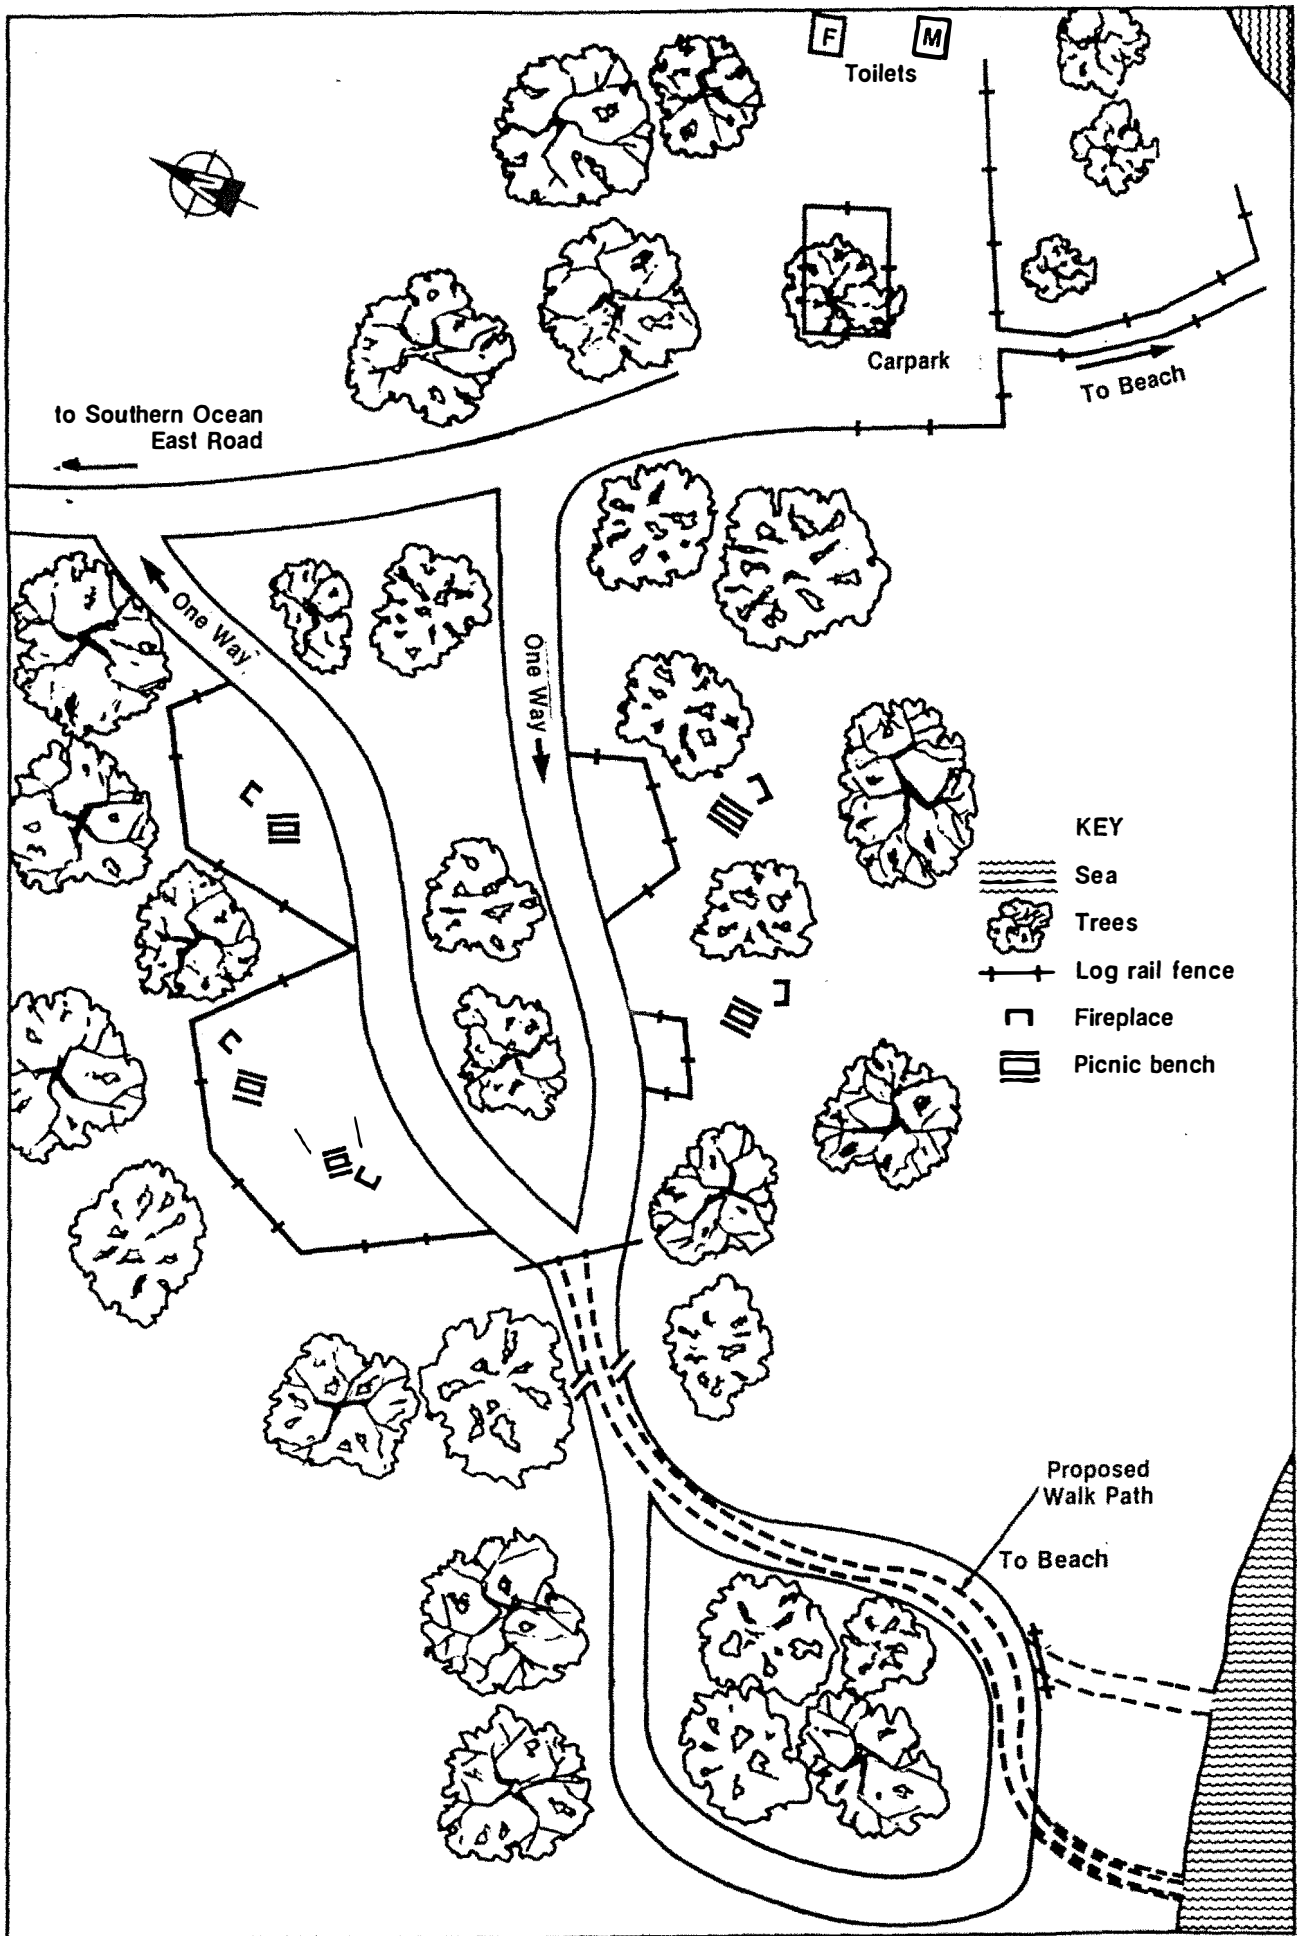 F
M
Toilets
N
Carpark
To Beach
to Southern Ocean
East Road
One Way
One Way
KEY
Sea
Trees
Log rail fence
Fireplace
Picnic bench
Proposed
Walk Path
To Beach